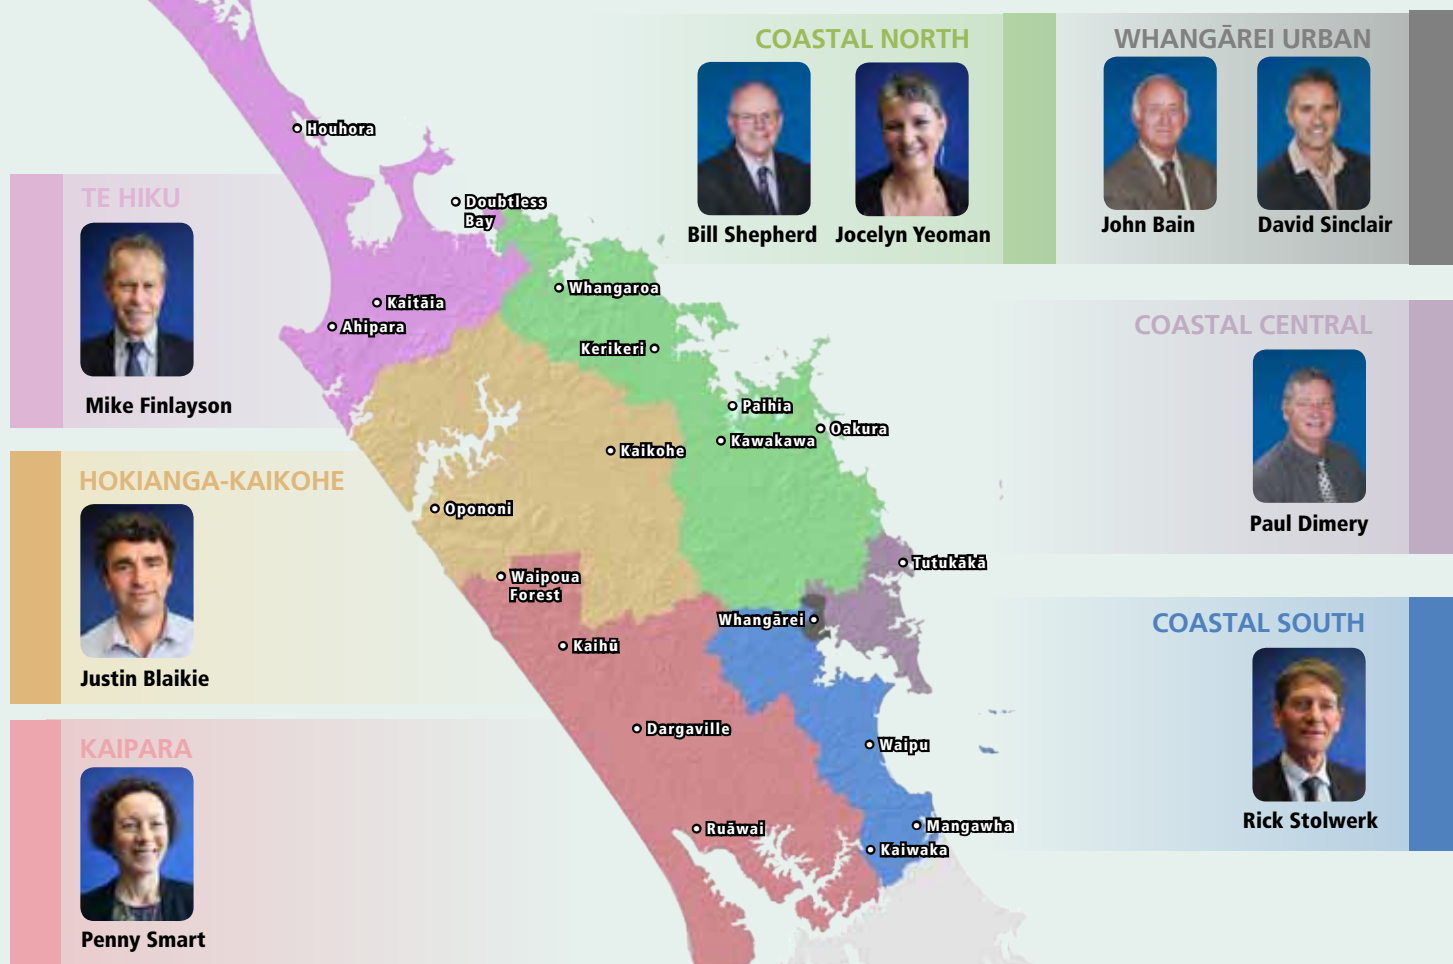 COASTAL NORTH
Bill Shepherd
Jocelyn Yeoman
WHANGĀREI URBAN
John Bain
David Sinclair
TE HIKU
Mike Finlayson
COASTAL CENTRAL
Paul Dimery
HOKIANGA-KAIKOHE
Justin Blaikie
COASTAL SOUTH
Rick Stolwerk
KAIPARA
Penny Smart
Houhora
Doubtless
Bay
Whangaroa
Kaitāia
Ahipara
Kerikeri
Paihia
Oakura
Kawakawa
Kaikohe
Opononi
Tutukākā
Waipoua
Forest
Whangārei
Kaihū
Dargaville
Waipu
Mangawha
Ruāwai
Kaiwaka